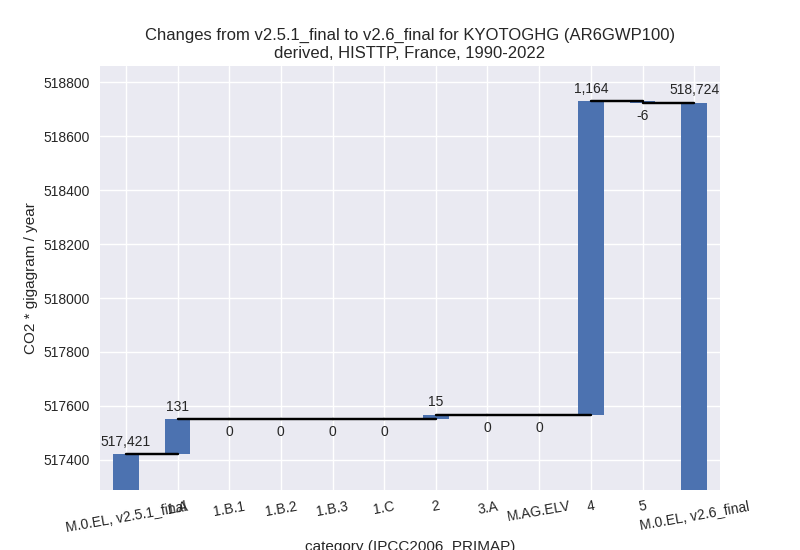 Changes from v2.5.1_final to v2.6_final for KYOTOGHG (AR6GWP100)
derived, HISTTP, France, 1990-2022
CO2 * gigagram / year
518800
518600
518400
518200
518000
517800
517600
517400
517,421
131
0
0
0
0
15
0
0
1,164
-6
518,724
M.0.EL, v2.5.1_final
1.A
1.B.1
1.B.2
1.B.3
1.C
2
3.A
M.AG.ELV
4
5
M.0.EL, v2.6_final
category (IPCC2006_PRIMAP)